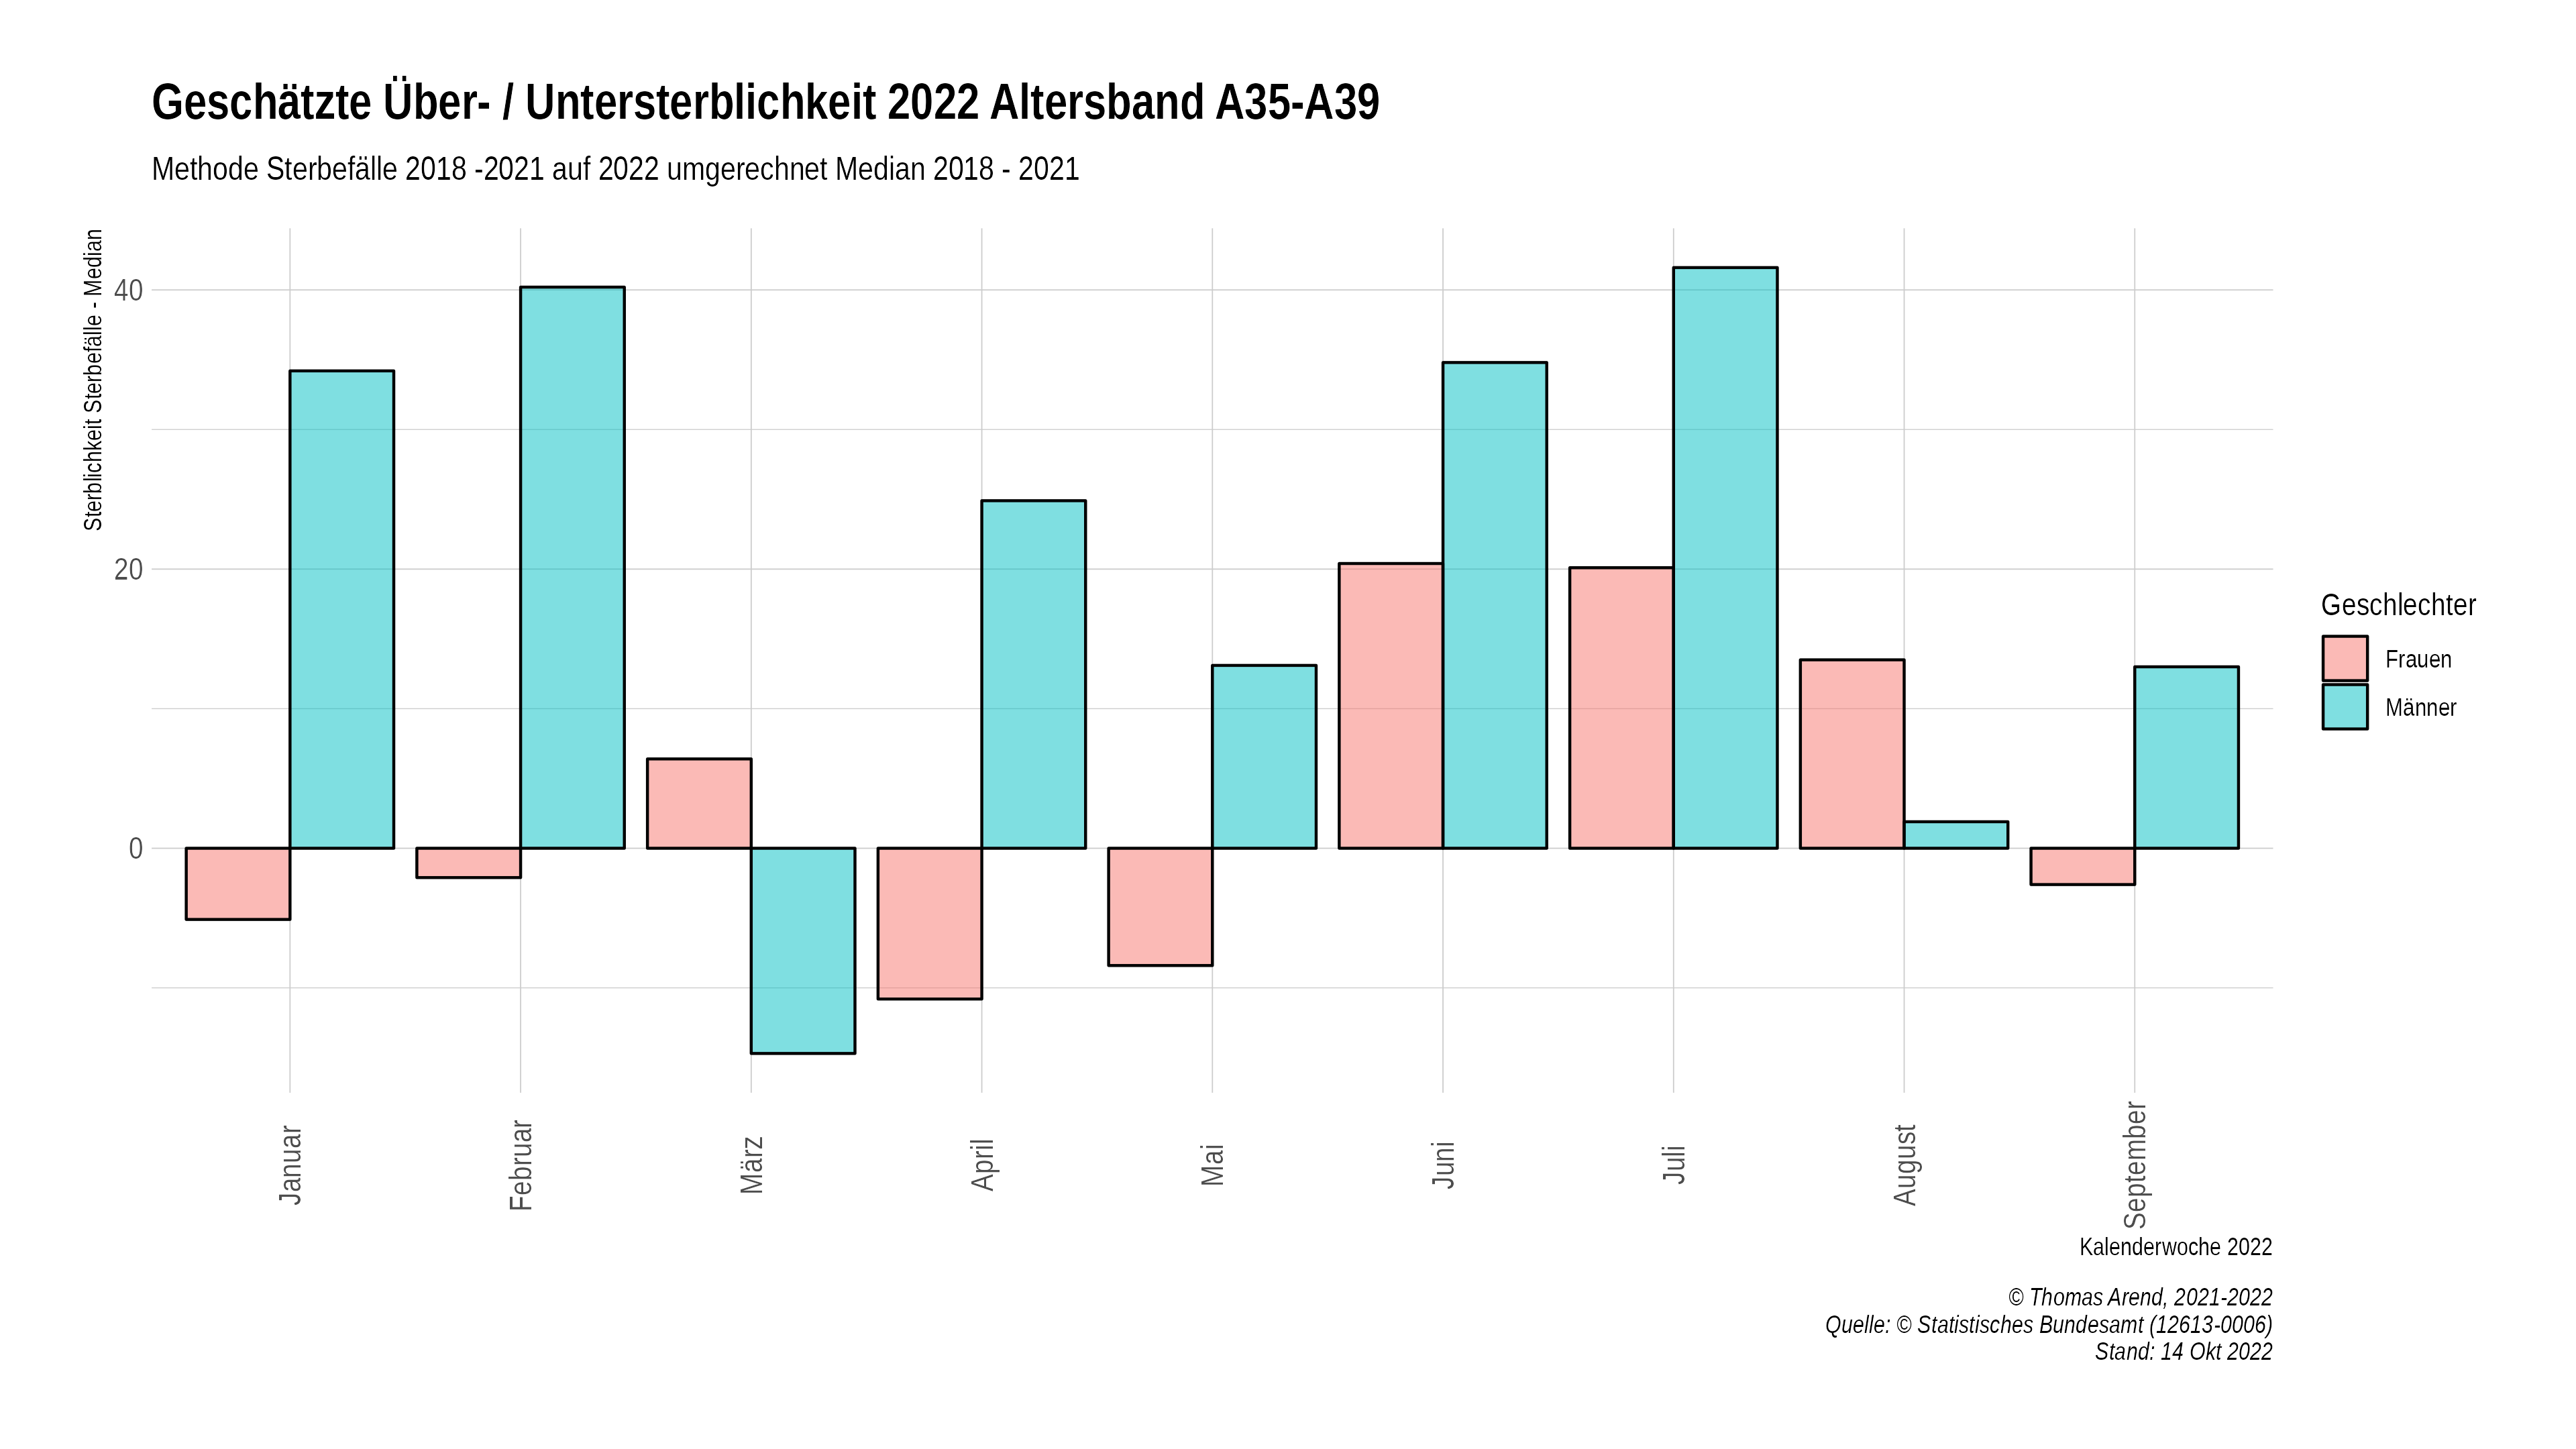 Geschätzte Über- / Untersterblichkeit 2022 Altersband A35-A39
Methode Sterbefälle 2018 -2021 auf 2022 umgerechnet Median 2018 - 2021
Sterblichkeit Sterbefälle - Median
40
20
0
Januar
Februar
März
April
Mai
Juni
Juli
August
September
Kalenderwoche 2022
Geschlechter
Frauen
Männer
© Thomas Arend, 2021-2022
Quelle: © Statistisches Bundesamt (12613-0006)
Stand: 14 Okt 2022